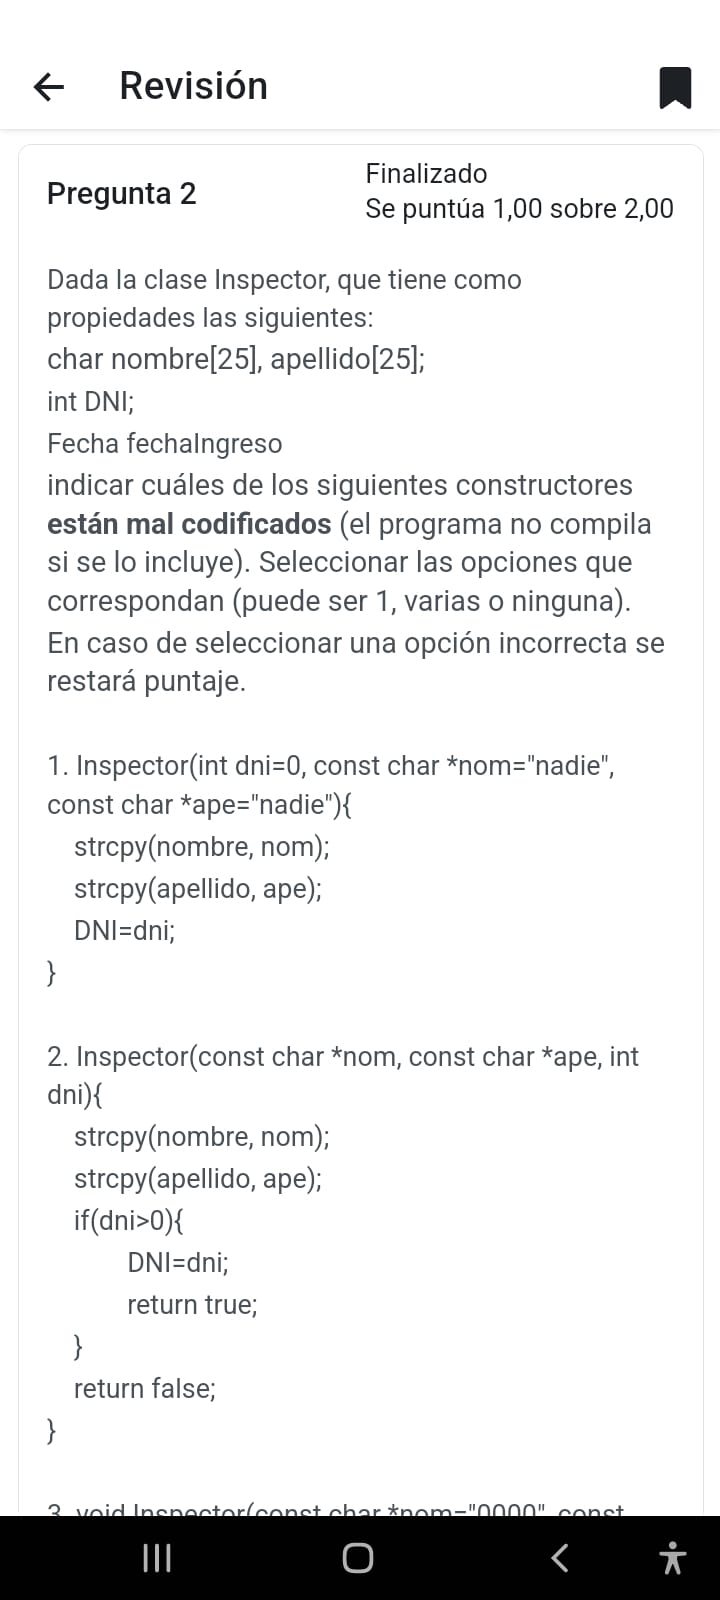 Revisión
Pregunta 2
Finalizado
Se puntúa 1,00 sobre 2,00
Dada la clase Inspector, que tiene como
propiedades las siguientes:
char nombre[25], apellido[25];
int DNI;
Fecha fechaIngreso
indicar cuáles de los siguientes constructores
están mal codificados (el programa no compila
si se lo incluye). Seleccionar las opciones que
correspondan (puede ser 1, varias o ninguna).
En caso de seleccionar una opción incorrecta se
restará puntaje.
1. Inspector(int dni=0, const char *nom="nadie",
const char *ape="nadie"){
strcpy(nombre, nom);
strcpy(apellido, ape);
DNI=dni;
}
2. Inspector(const char *nom, const char *ape, int
dni){
strcpy(nombre, nom);
strcpy(apellido, ape);
if(dni>0){
DNI=dni;
return true;
}
return false;
}
3. void Inspector(const char *nom="0000", const